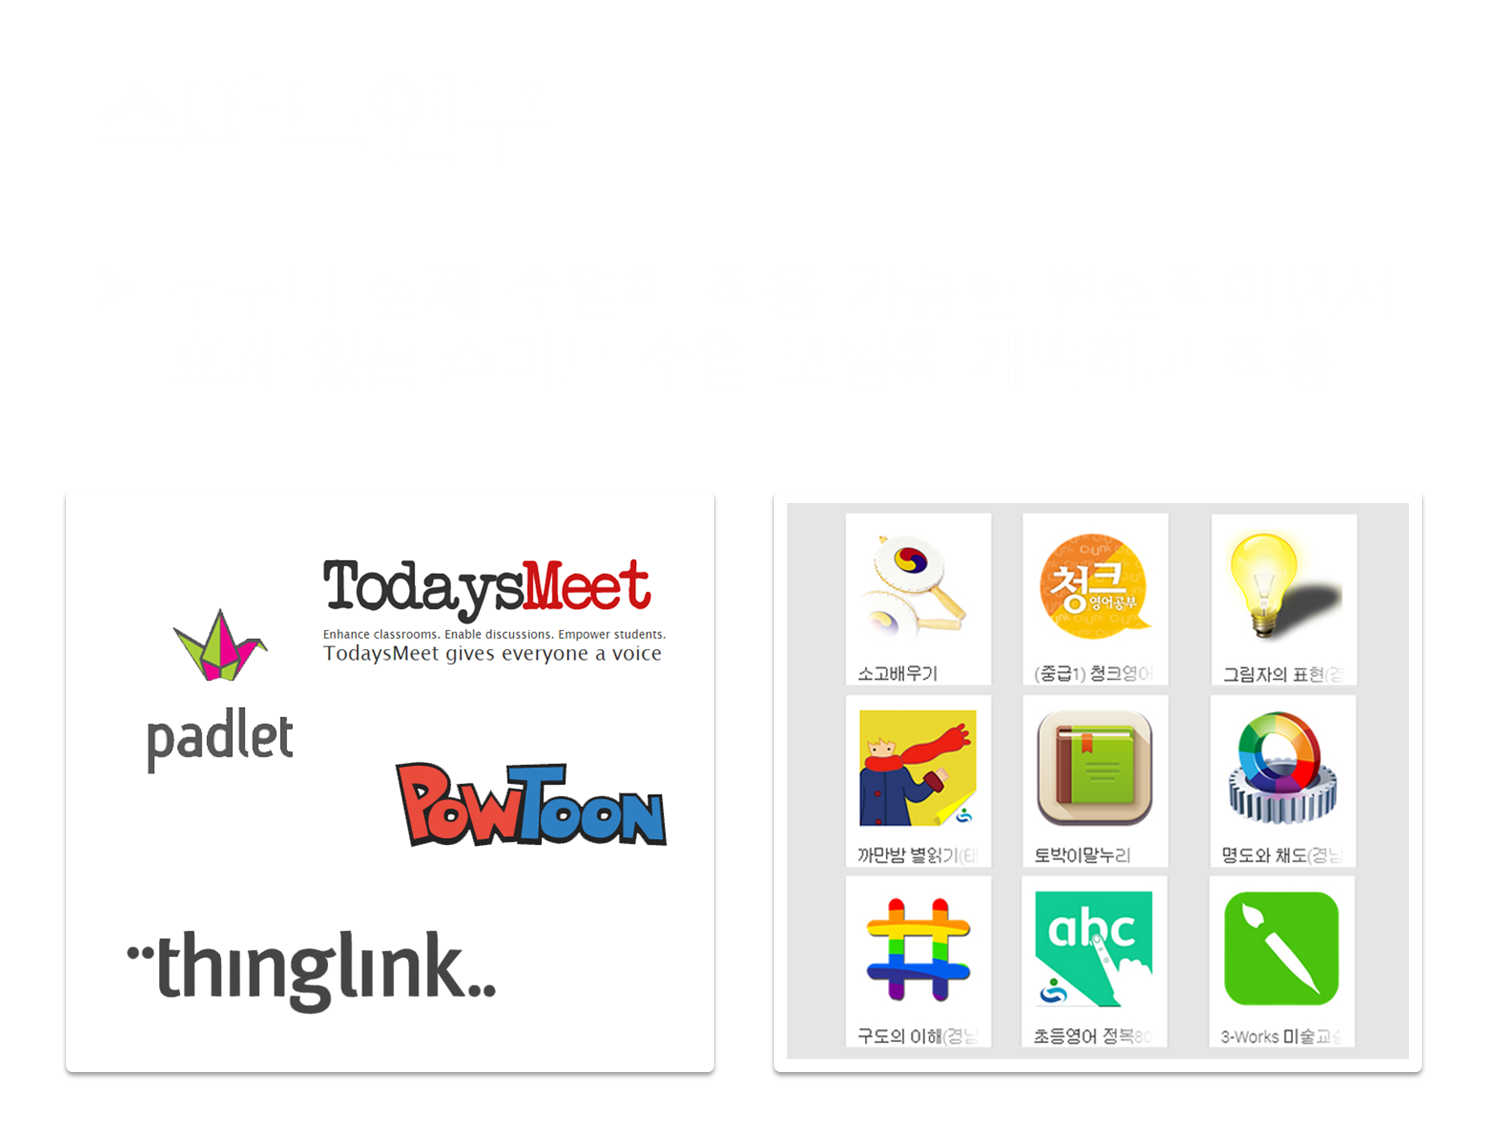 TodaysMeet
Enhance classrooms. Enable discussions. Empower students.
TodaysMeet gives everyone a voice
padlet
PowToon
thinglink..
청크
영어공부
소고배우기
(중급1) 청크영어
그림자의 표현(경
까만밤 별읽기(태
토박이말누리
명도와 채도(경남
abc
구도의 이해(경남
초등영어 정복80
3-Works 미술교